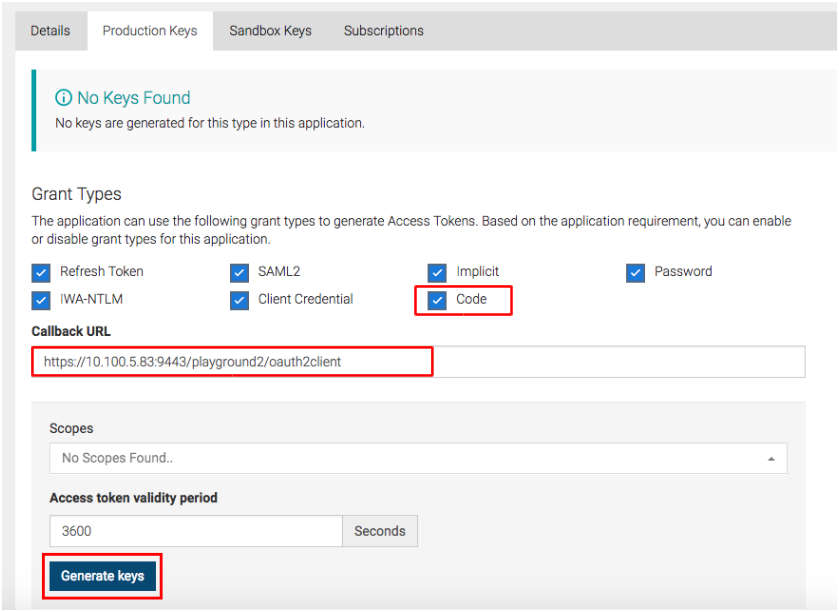 Details Production Keys Sandbox Keys Subscriptions
No Keys Found
No keys are generated for this type in this application.
Grant Types
The application can use the following grant types to generate Access Tokens. Based on the application requirement, you can enable
or disable grant types for this application.
Refresh Token SAML2 Implicit Password
IWA-NTLM Client Credential Code
Callback URL
https://10.100.5.83:9443/playground2/oauth2client
Scopes
No Scopes Found..
Access token validity period
3600 Seconds
Generate keys